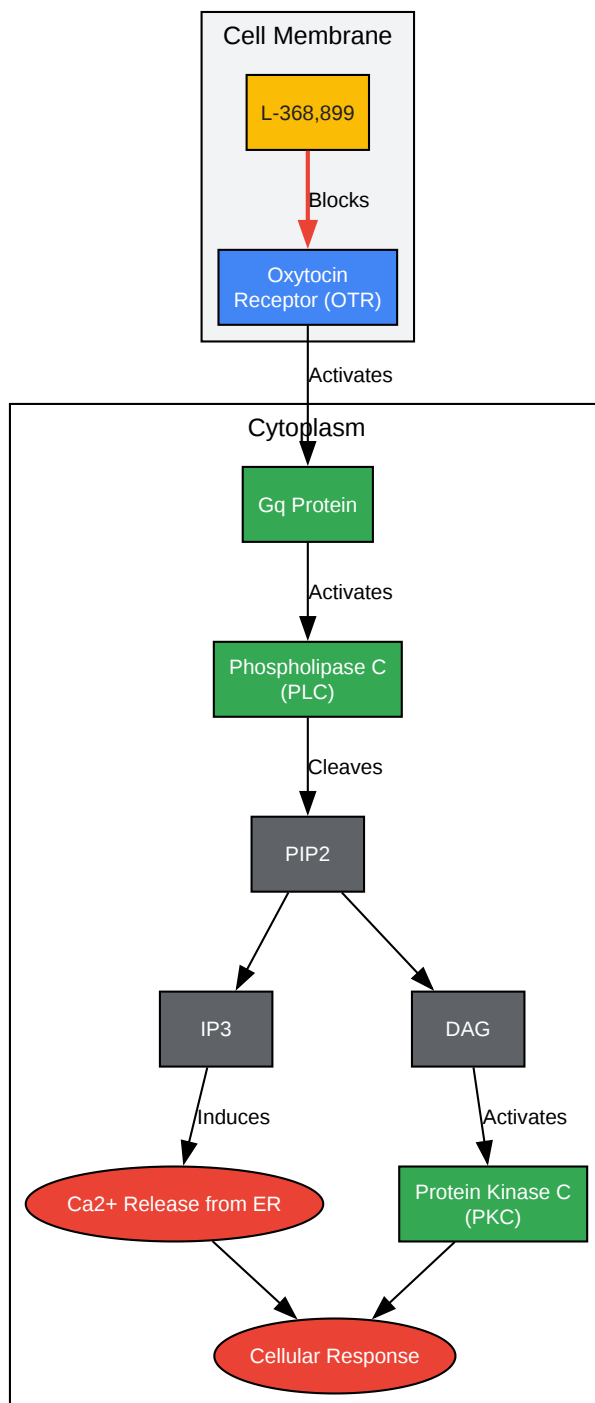 Cell Membrane
L-368,899
Blocks
Oxytocin
Receptor (OTR)
Activates
Cytoplasm
Gq Protein
Activates
Phospholipase C
(PLC)
Cleaves
PIP2
IP3
DAG
Induces
Activates
Ca2+ Release from ER
Protein Kinase C
(PKC)
Cellular Response